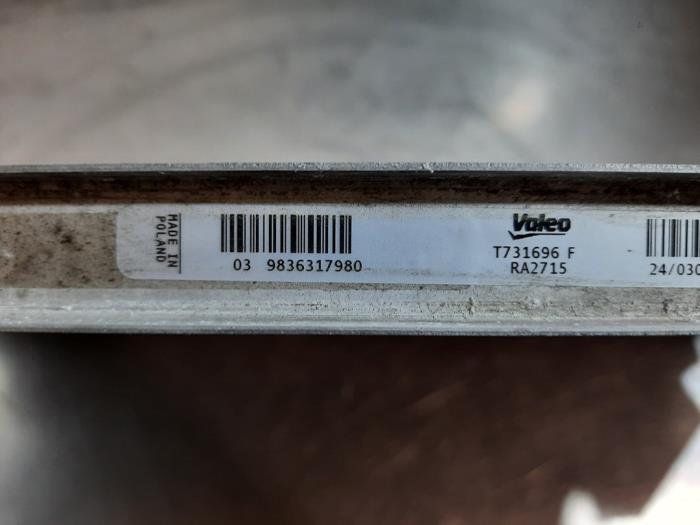 MADE IN
POLAND
03 9836317980
Valeo
T731696 F
RA2715
24/030